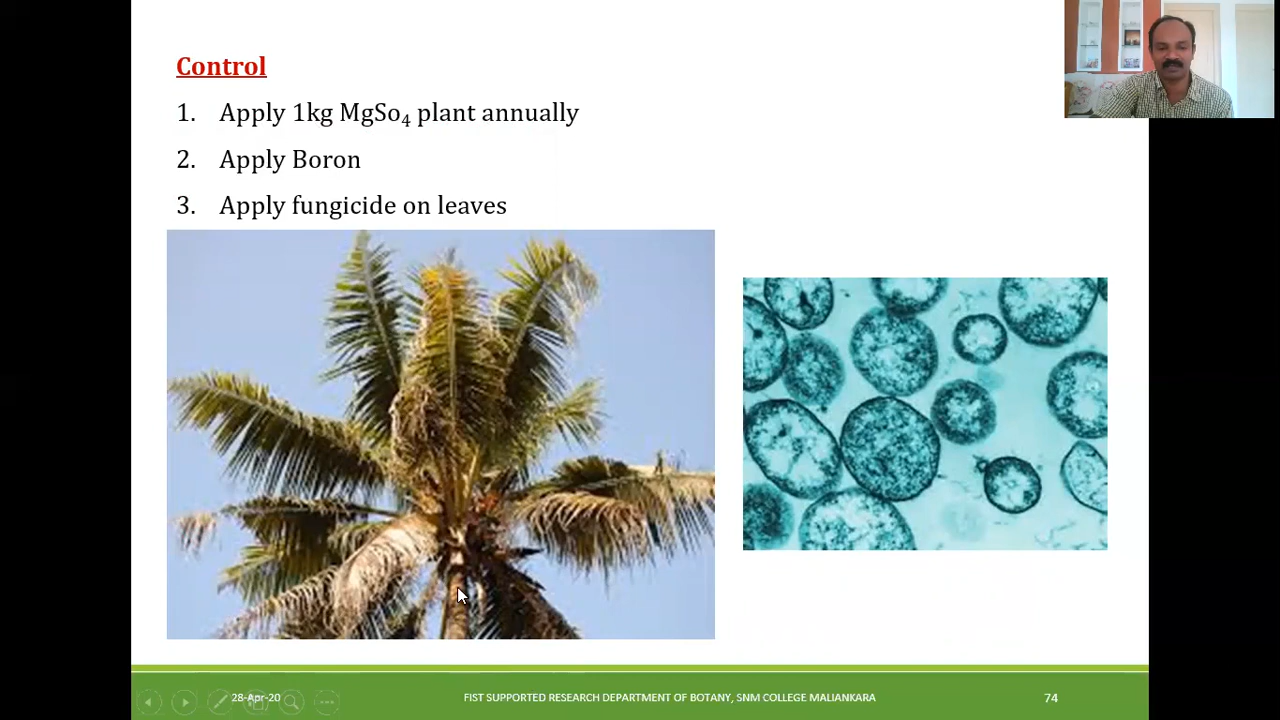 Control
1. Apply 1kg MgSo₄ plant annually
2. Apply Boron
3. Apply fungicide on leaves
28-Apr-20 FIST SUPPORTED RESEARCH DEPARTMENT OF BOTANY, SNM COLLEGE MALIANKARA 74